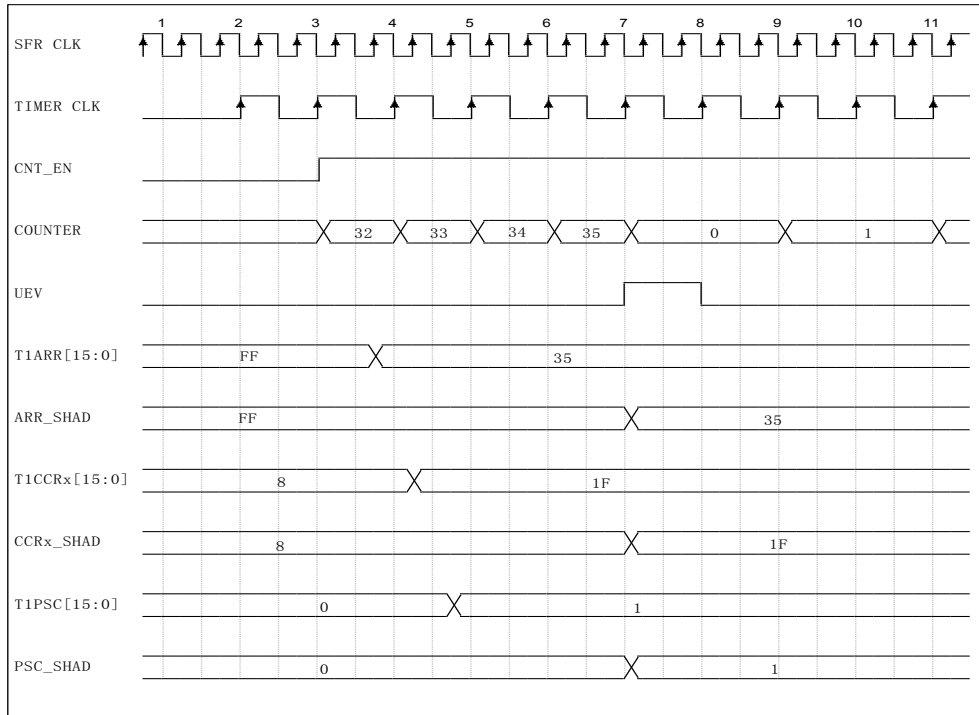 1 2 3 4 5 6 7 8 9 10 11
SFR CLK
TIMER CLK
CNT_EN
COUNTER 32 33 34 35 0 1
UEV
T1ARR[15:0] FF 35
ARR_SHAD FF 35
T1CCRx[15:0] 8 1F
CCRx_SHAD 8 1F
T1PSC[15:0] 0 1
PSC_SHAD 0 1